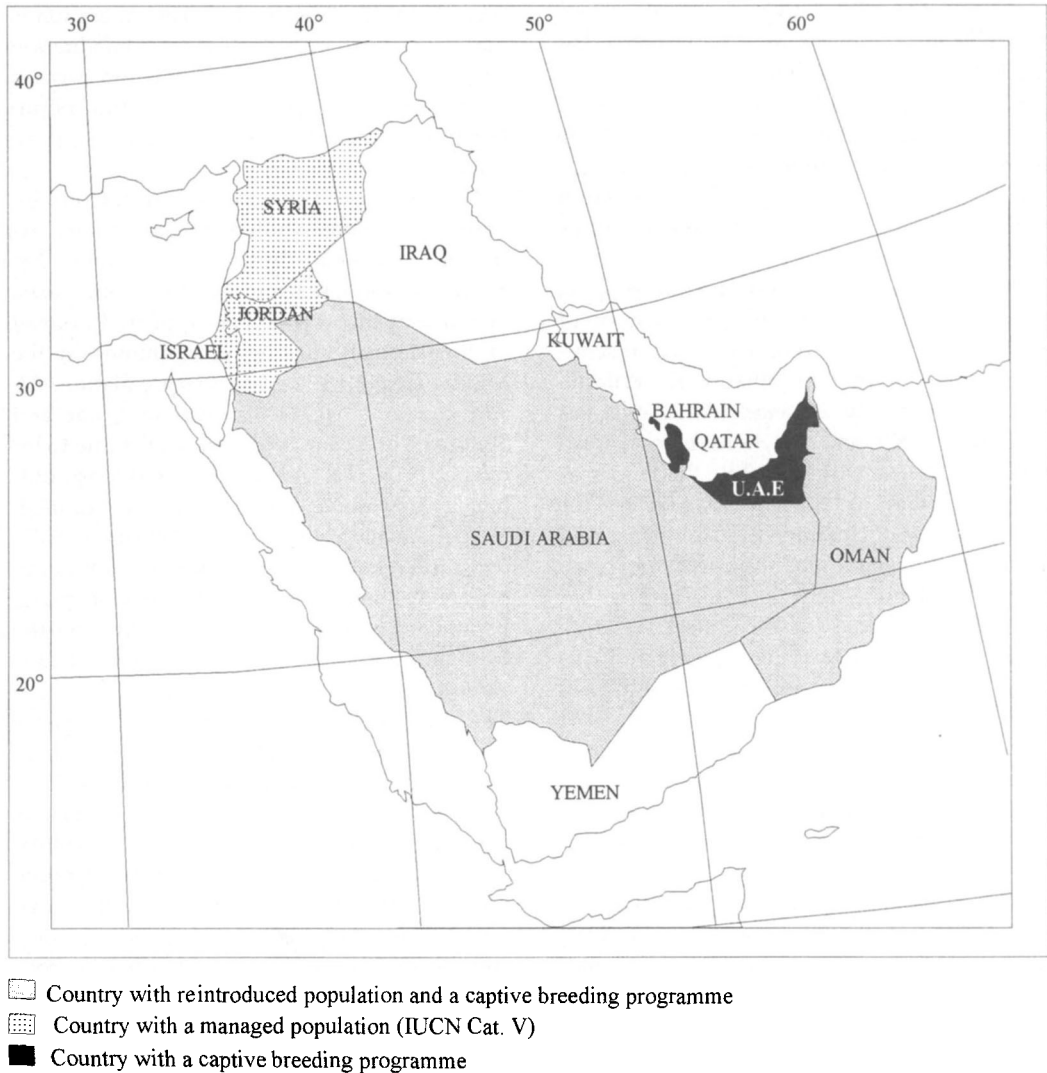 30° 40° 50° 60°
40°
SYRIA
IRAQ
JORDAN
ISRAEL
KUWAIT
30°
BAHRAIN
QATAR
U.A.E
SAUDI ARABIA
OMAN
20°
YEMEN
Country with reintroduced population and a captive breeding programme
Country with a managed population (IUCN Cat. V)
Country with a captive breeding programme